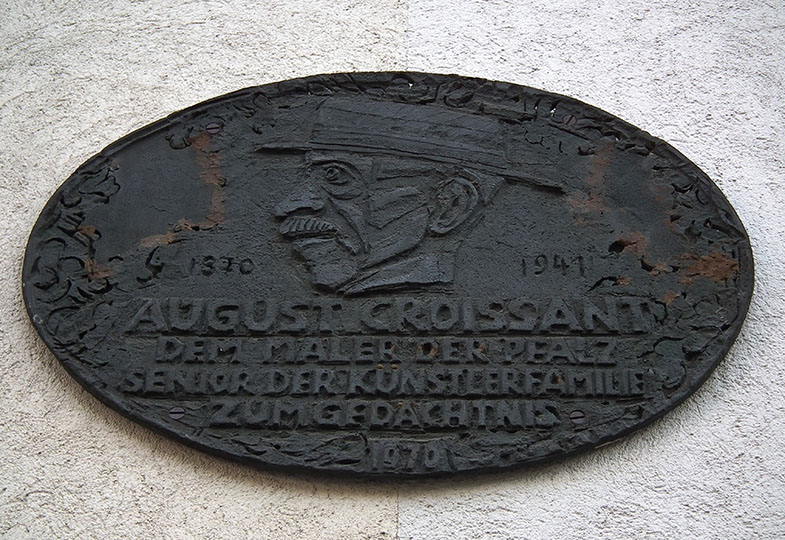 1870 1941
AUGUST CROISSANT
DEM MALER DER PFALZ
SENIOR DER KÜNSTLERFAMILIE
ZUM GEDÄCHTNIS
1970